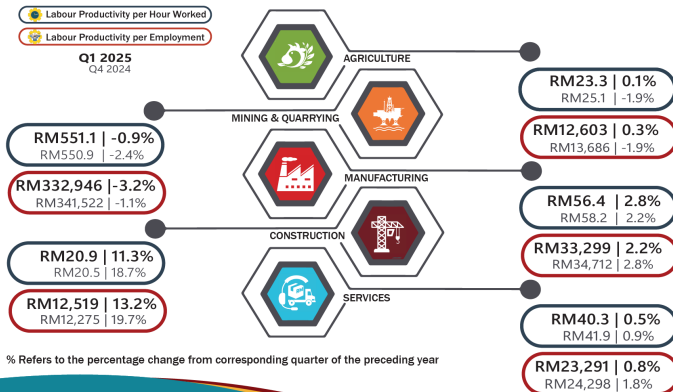 Labour Productivity per Hour Worked
Labour Productivity per Employment
Q1 2025
Q4 2024
AGRICULTURE
RM23.3 | 0.1%
RM25.1 | -1.9%
RM12,603 | 0.3%
RM13,686 | -1.9%
MINING & QUARRYING
RM551.1 | -0.9%
RM550.9 | -2.4%
RM332,946 | -3.2%
RM341,522 | -1.1%
MANUFACTURING
RM56.4 | 2.8%
RM58.2 | 2.2%
RM33,299 | 2.2%
RM34,712 | 2.8%
CONSTRUCTION
RM20.9 | 11.3%
RM20.5 | 18.7%
RM12,519 | 13.2%
RM12,275 | 19.7%
SERVICES
RM40.3 | 0.5%
RM41.9 | 0.9%
RM23,291 | 0.8%
RM24,298 | 1.8%
% Refers to the percentage change from corresponding quarter of the preceding year